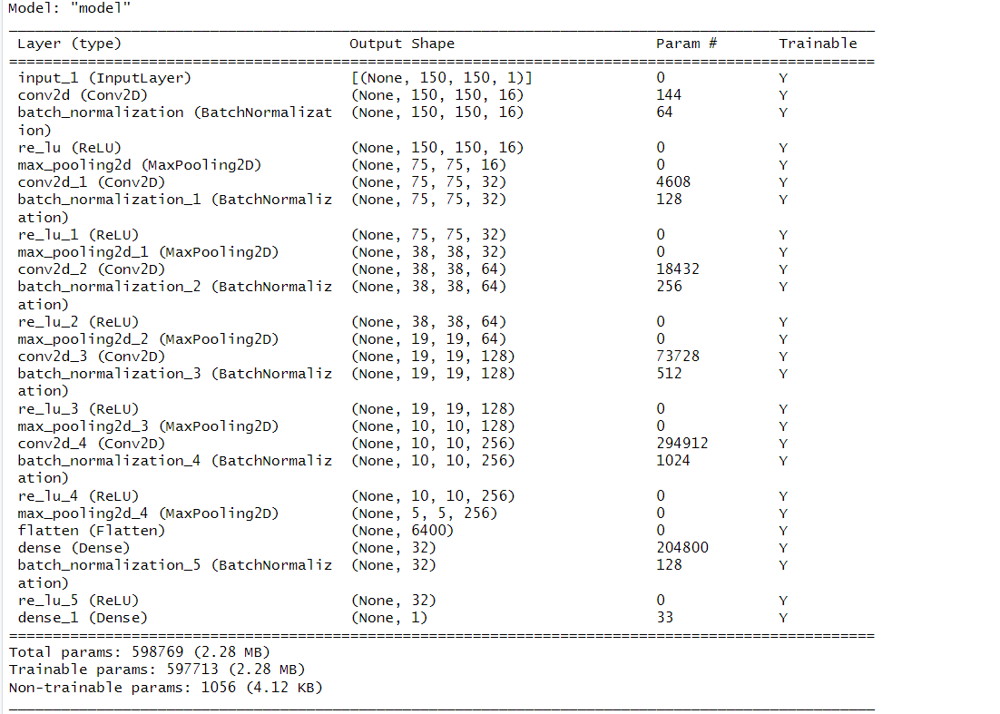 Model: "model"
Layer (type) Output Shape Param # Trainable
input_1 (InputLayer) [(None, 150, 150, 1)] 0 Y
conv2d (Conv2D) (None, 150, 150, 16) 144 Y
batch_normalization (BatchNormalizat (None, 150, 150, 16) 64 Y
ion)
re_lu (ReLU) (None, 150, 150, 16) 0 Y
max_pooling2d (MaxPooling2D) (None, 75, 75, 16) 0 Y
conv2d_1 (Conv2D) (None, 75, 75, 32) 4608 Y
batch_normalization_1 (BatchNormaliz (None, 75, 75, 32) 128 Y
ation)
re_lu_1 (ReLU) (None, 75, 75, 32) 0 Y
max_pooling2d_1 (MaxPooling2D) (None, 38, 38, 32) 0 Y
conv2d_2 (Conv2D) (None, 38, 38, 64) 18432 Y
batch_normalization_2 (BatchNormaliz (None, 38, 38, 64) 256 Y
ation)
re_lu_2 (ReLU) (None, 38, 38, 64) 0 Y
max_pooling2d_2 (MaxPooling2D) (None, 19, 19, 64) 0 Y
conv2d_3 (Conv2D) (None, 19, 19, 128) 73728 Y
batch_normalization_3 (BatchNormaliz (None, 19, 19, 128) 512 Y
ation)
re_lu_3 (ReLU) (None, 19, 19, 128) 0 Y
max_pooling2d_3 (MaxPooling2D) (None, 10, 10, 128) 0 Y
conv2d_4 (Conv2D) (None, 10, 10, 256) 294912 Y
batch_normalization_4 (BatchNormaliz (None, 10, 10, 256) 1024 Y
ation)
re_lu_4 (ReLU) (None, 10, 10, 256) 0 Y
max_pooling2d_4 (MaxPooling2D) (None, 5, 5, 256) 0 Y
flatten (Flatten) (None, 6400) 0 Y
dense (Dense) (None, 32) 204800 Y
batch_normalization_5 (BatchNormaliz (None, 32) 128 Y
ation)
re_lu_5 (ReLU) (None, 32) 0 Y
dense_1 (Dense) (None, 1) 33 Y
Total params: 598769 (2.28 MB)
Trainable params: 597713 (2.28 MB)
Non-trainable params: 1056 (4.12 KB)